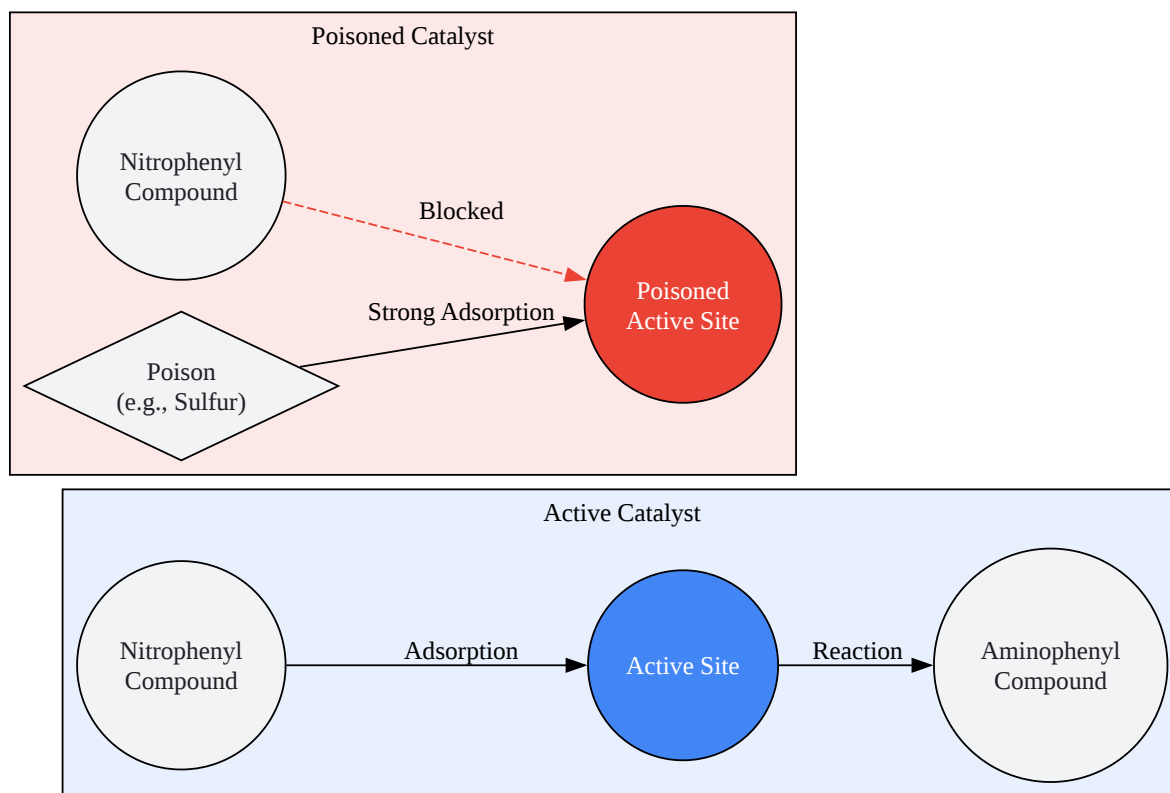 Poisoned Catalyst
Nitrophenyl
Compound
Blocked
Poisoned
Active Site
Strong Adsorption
Poison
(e.g., Sulfur)
Active Catalyst
Nitrophenyl
Compound
Adsorption
Active Site
Reaction
Aminophenyl
Compound